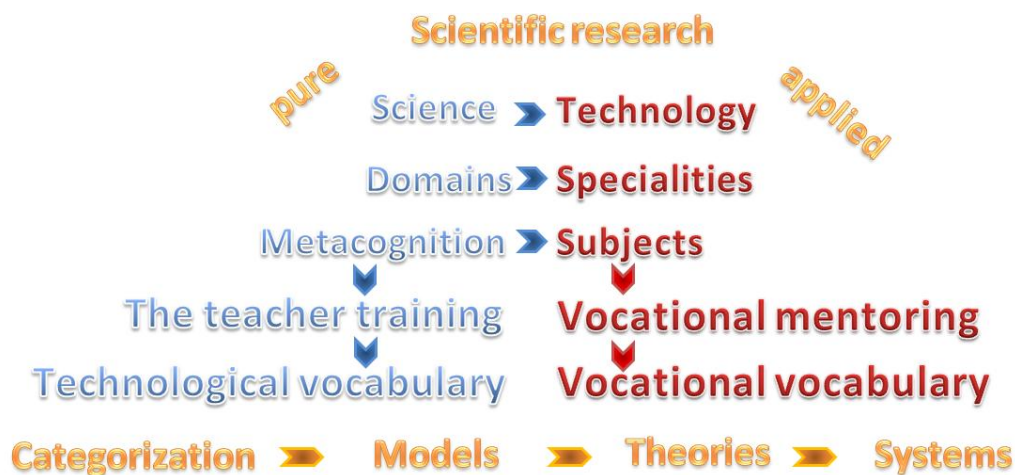 Scientific research
pure
applied
Science Technology
Domains Specialities
Metacognition Subjects
The teacher training Vocational mentoring
Technological vocabulary Vocational vocabulary
Categorization Models Theories Systems